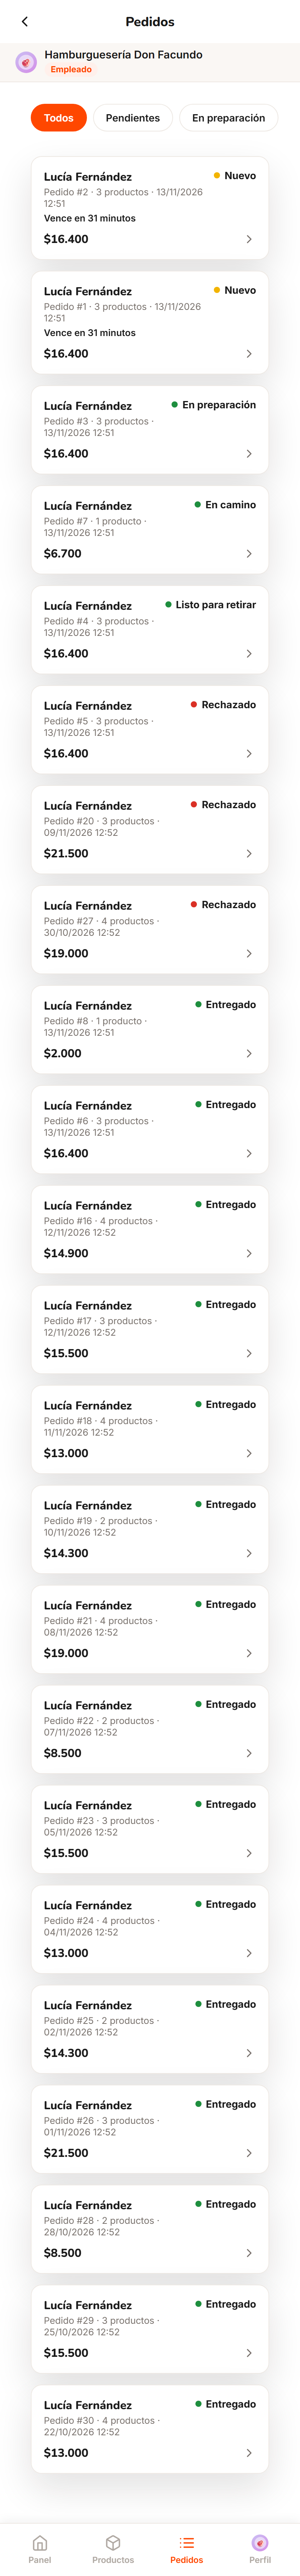 Pedidos
Hamburguesería Don Facundo
Empleado
Todos
Pendientes
En preparación
Lucía Fernández
Nuevo
Pedido #2 · 3 productos · 13/11/2026
12:51
Vence en 31 minutos
$16.400
Lucía Fernández
Nuevo
Pedido #1 · 3 productos · 13/11/2026
12:51
Vence en 31 minutos
$16.400
Lucía Fernández
En preparación
Pedido #3 · 3 productos ·
13/11/2026 12:51
$16.400
Lucía Fernández
En camino
Pedido #7 · 1 producto ·
13/11/2026 12:51
$6.700
Lucía Fernández
Listo para retirar
Pedido #4 · 3 productos ·
13/11/2026 12:51
$16.400
Lucía Fernández
Rechazado
Pedido #5 · 3 productos ·
13/11/2026 12:51
$16.400
Lucía Fernández
Rechazado
Pedido #20 · 3 productos ·
09/11/2026 12:52
$21.500
Lucía Fernández
Rechazado
Pedido #27 · 4 productos ·
30/10/2026 12:52
$19.000
Lucía Fernández
Entregado
Pedido #8 · 1 producto ·
13/11/2026 12:51
$2.000
Lucía Fernández
Entregado
Pedido #6 · 3 productos ·
13/11/2026 12:51
$16.400
Lucía Fernández
Entregado
Pedido #16 · 4 productos ·
12/11/2026 12:52
$14.900
Lucía Fernández
Entregado
Pedido #17 · 3 productos ·
12/11/2026 12:52
$15.500
Lucía Fernández
Entregado
Pedido #18 · 4 productos ·
11/11/2026 12:52
$13.000
Lucía Fernández
Entregado
Pedido #19 · 2 productos ·
10/11/2026 12:52
$14.300
Lucía Fernández
Entregado
Pedido #21 · 4 productos ·
08/11/2026 12:52
$19.000
Lucía Fernández
Entregado
Pedido #22 · 2 productos ·
07/11/2026 12:52
$8.500
Lucía Fernández
Entregado
Pedido #23 · 3 productos ·
05/11/2026 12:52
$15.500
Lucía Fernández
Entregado
Pedido #24 · 4 productos ·
04/11/2026 12:52
$13.000
Lucía Fernández
Entregado
Pedido #25 · 2 productos ·
02/11/2026 12:52
$14.300
Lucía Fernández
Entregado
Pedido #26 · 3 productos ·
01/11/2026 12:52
$21.500
Lucía Fernández
Entregado
Pedido #28 · 2 productos ·
28/10/2026 12:52
$8.500
Lucía Fernández
Entregado
Pedido #29 · 3 productos ·
25/10/2026 12:52
$15.500
Lucía Fernández
Entregado
Pedido #30 · 4 productos ·
22/10/2026 12:52
$13.000
Panel
Productos
Pedidos
Perfil